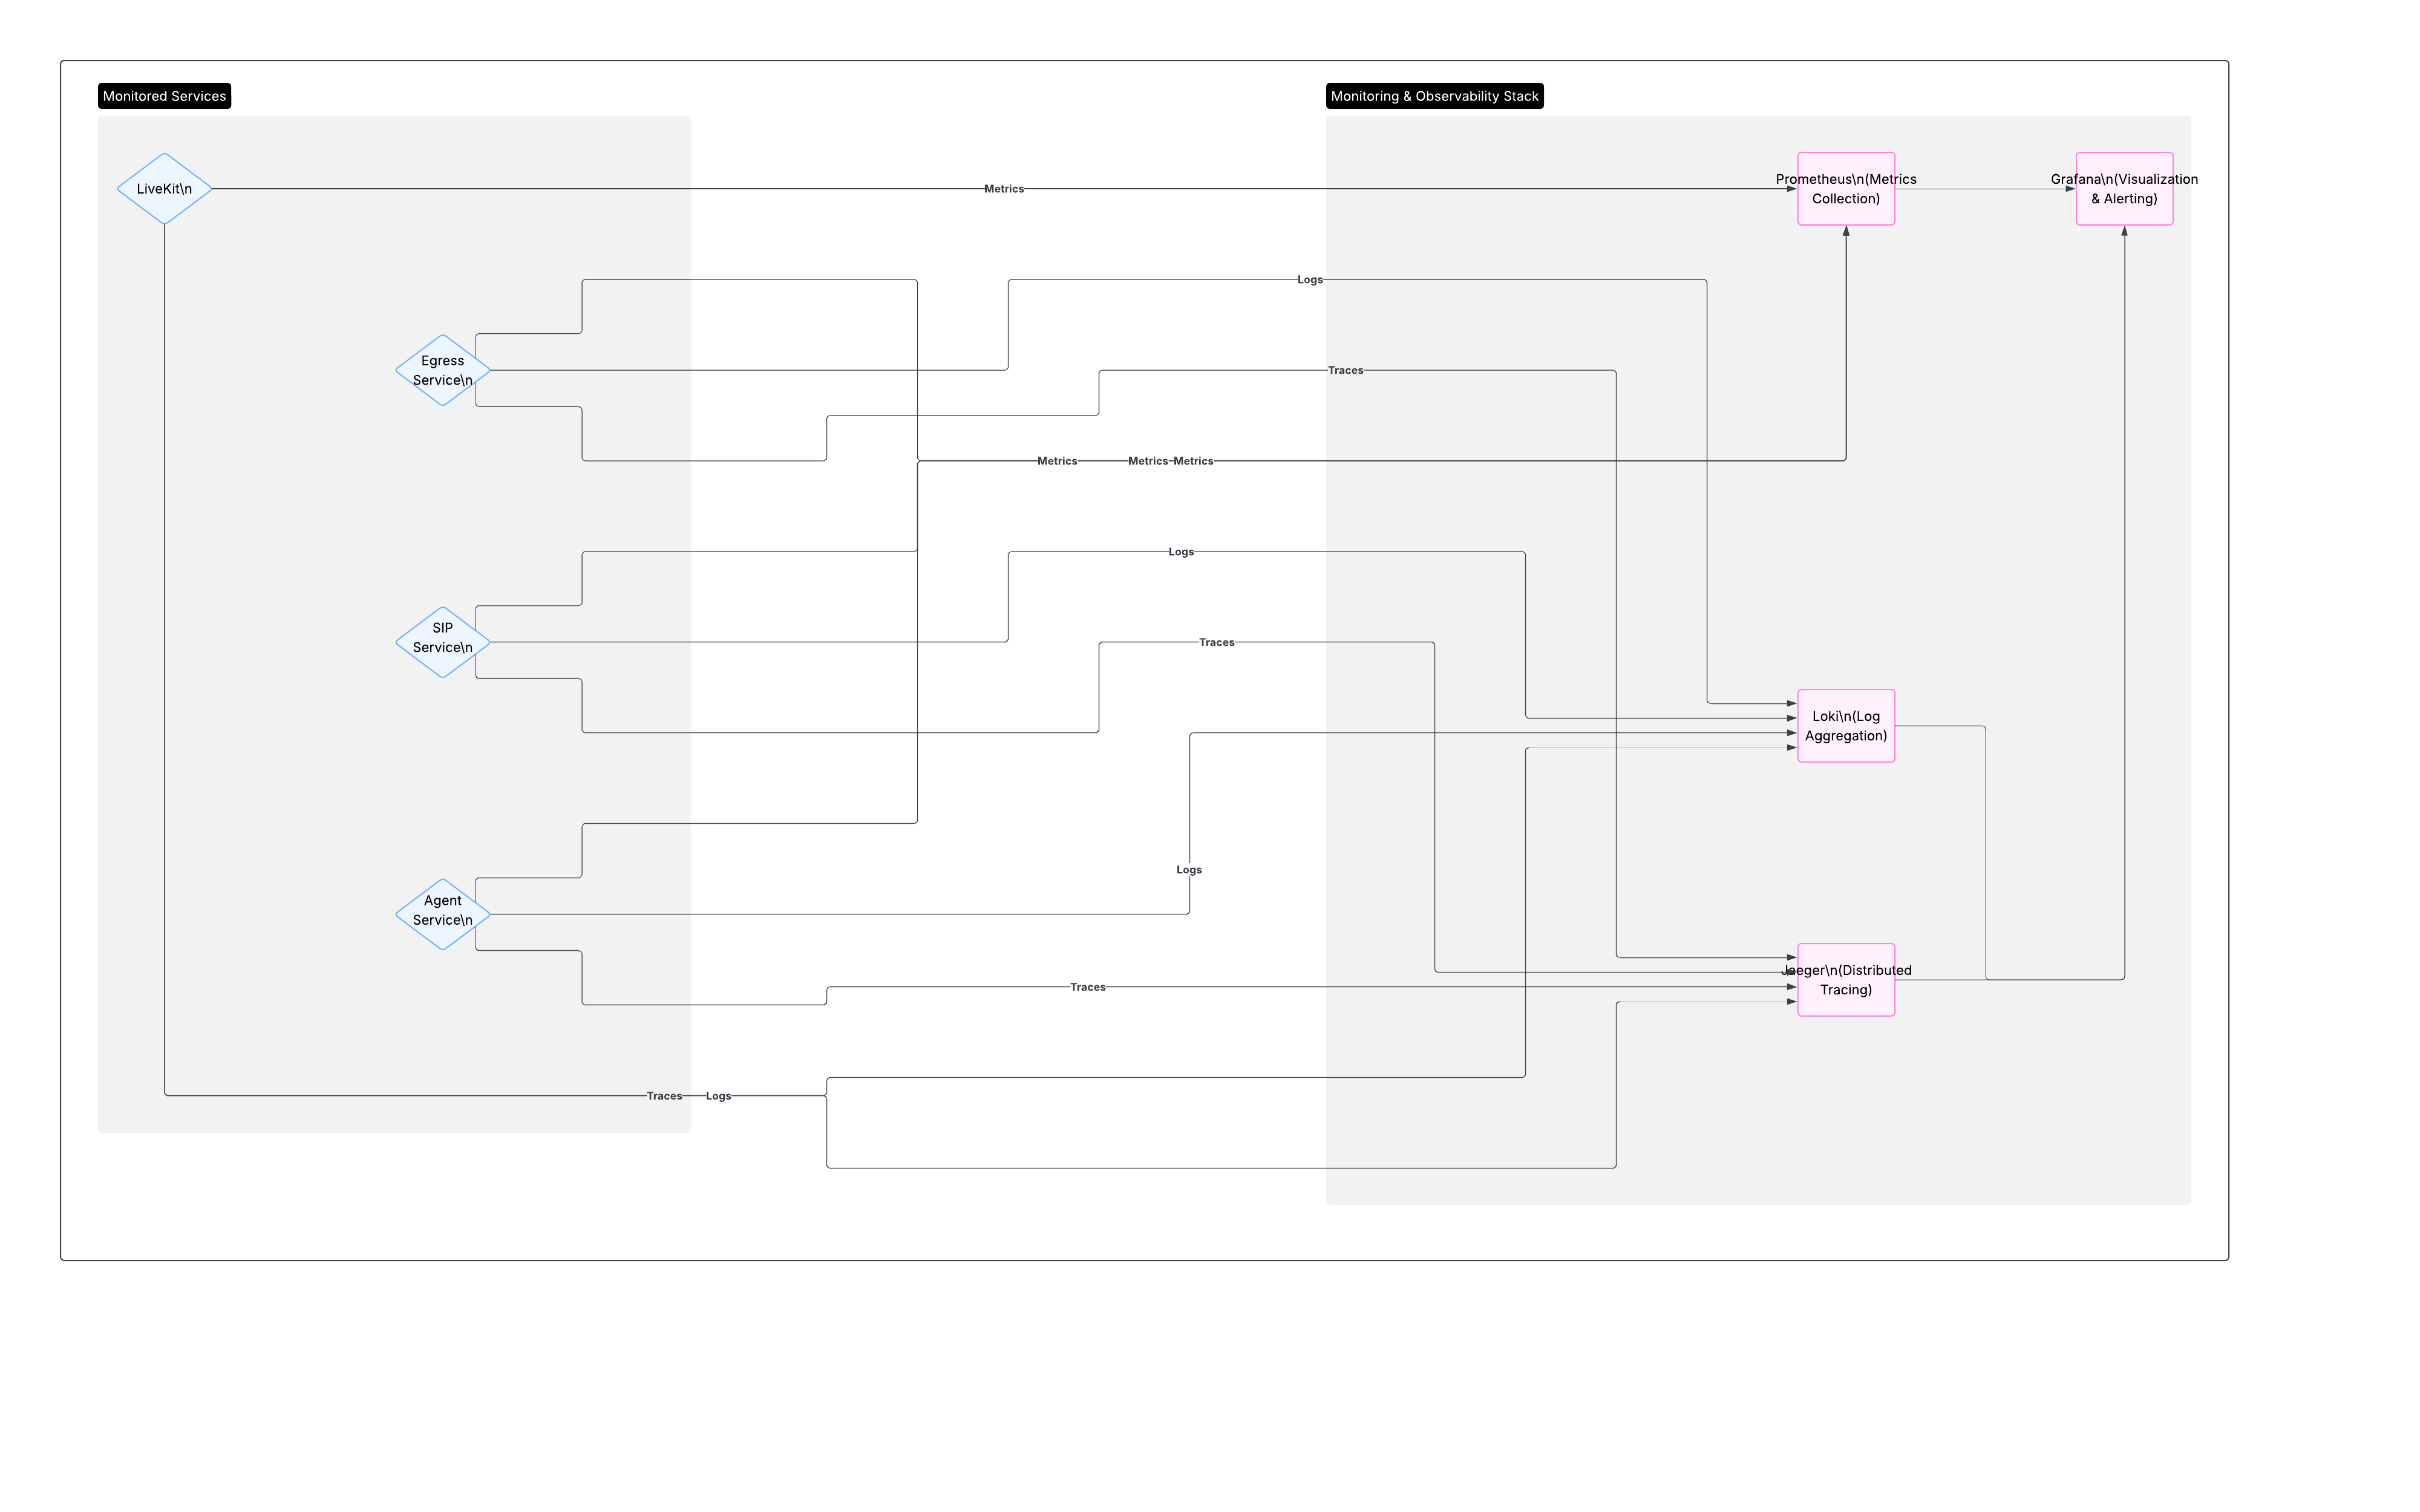 Monitored Services
Monitoring & Observability Stack
LiveKit\n
Metrics
Prometheus\n(Metrics
Collection)
Grafana\n(Visualization
& Alerting)
Logs
Egress
Service\n
Traces
Metrics
Metrics
Metrics
Logs
SIP
Service\n
Traces
Loki\n(Log
Aggregation)
Logs
Agent
Service\n
Jaeger\n(Distributed
Tracing)
Traces
Traces
Logs